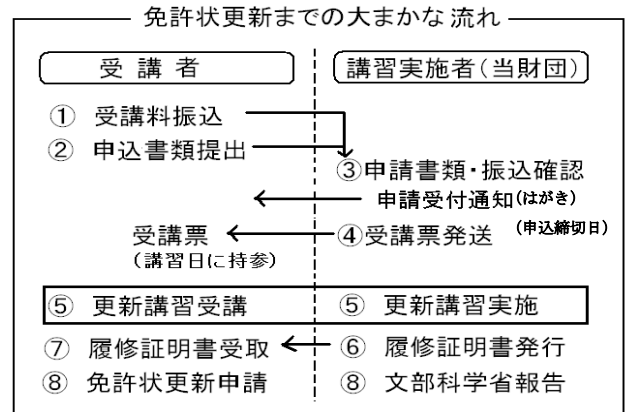 免許状更新までの大まかな流れ
受講者 講習実施者(当財団)
① 受講料振込
② 申込書類提出
③申請書類・振込確認
申請受付通知(はがき)
受講票 ④受講票発送 (申込締切日)
(講習日に持参)
⑤ 更新講習受講 ⑤ 更新講習実施
⑦ 履修証明書受取 ⑥ 履修証明書発行
⑧ 免許状更新申請 ⑧ 文部科学省報告